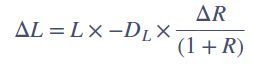 ΔL = L × −D_L × ΔR / (1 + R)